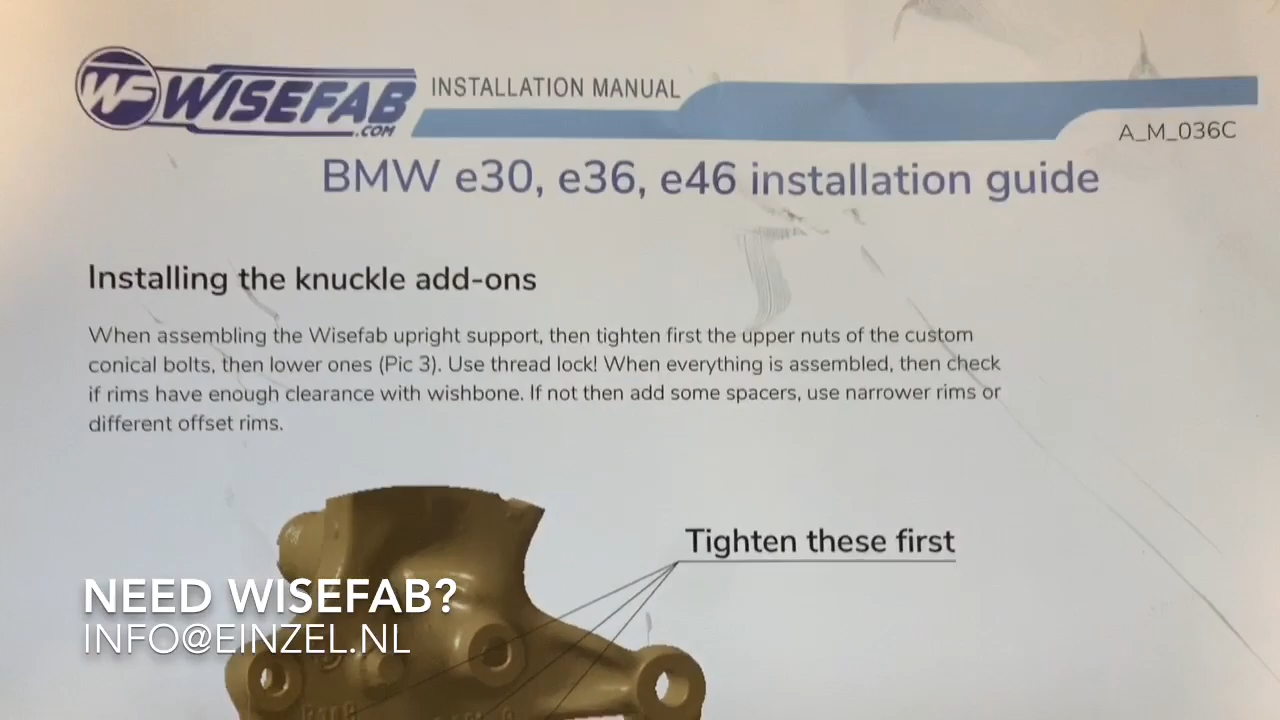 WISEFAB
.COM
INSTALLATION MANUAL
A_M_036C
BMW e30, e36, e46 installation guide
Installing the knuckle add-ons
When assembling the Wisefab upright support, then tighten first the upper nuts of the custom
conical bolts, then lower ones (Pic 3). Use thread lock! When everything is assembled, then check
if rims have enough clearance with wishbone. If not then add some spacers, use narrower rims or
different offset rims.
Tighten these first
NEED WISEFAB?
INFO@EINZEL.NL